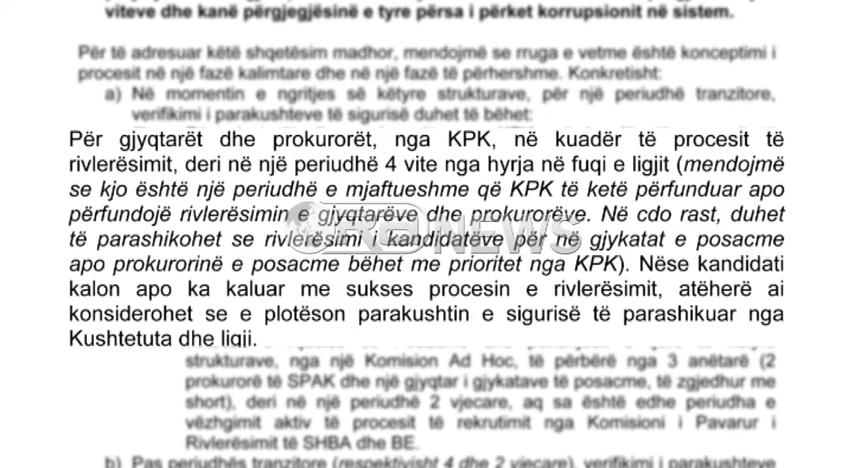 viteve dhe kanë përgjegjësinë e tyre përsa i përket korrupsionit në sistem.
Për të adresuar këtë shqetësim madhor, mendojmë se rruga e vetme është konceptimi i
procesit në një fazë kalimtare dhe në një fazë të përhershme. Konkretisht:
a) Në momentin e ngritjes së këtyre strukturave, për një periudhë tranzitore,
verifikimi i parakushteve të sigurisë duhet të bëhet:
Për gjyqtarët dhe prokurorët, nga KPK, në kuadër të procesit të
rivlerësimit, deri në një periudhë 4 vite nga hyrja në fuqi e ligjit (mendojmë
se kjo është një periudhë e mjaftueshme që KPK të ketë përfunduar apo
përfundojë rivlerësimin e gjyqtarëve dhe prokurorëve. Në cdo rast, duhet
të parashikohet se rivlerësimi i kandidatëve për në gjykatat e posacme
apo prokurorinë e posacme bëhet me prioritet nga KPK). Nëse kandidati
kalon apo ka kaluar me sukses procesin e rivlerësimit, atëherë ai
konsiderohet se e plotëson parakushtin e sigurisë të parashikuar nga
Kushtetuta dhe ligji.
strukturave, nga një Komision Ad Hoc, të përbërë nga 3 anëtarë (2
prokurorë të SPAK dhe një gjyqtar i gjykatave të posacme, të zgjedhur me
short), deri në një periudhë 2 vjecare, aq sa është edhe periudha e
vëzhgimit aktiv të procesit të rekrutimit nga Komisioni i Pavarur i
Rivlerësimit të SHBA dhe BE.
b) Pas periudhës tranzitore (respektivisht 4 dhe 2 vjecare), verifikimi i parakushteve
ORA NEWS